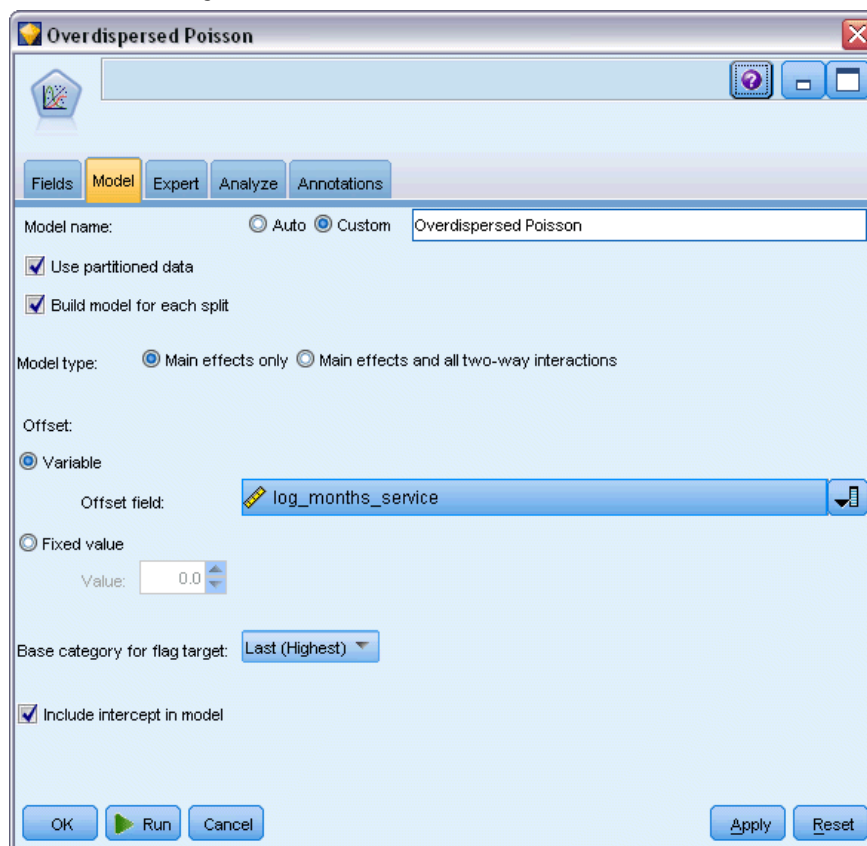 Overdispersed Poisson
Fields Model Expert Analyze Annotations
Model name: Auto Custom Overdispersed Poisson
Use partitioned data
Build model for each split
Model type: Main effects only Main effects and all two-way interactions
Offset:
Variable
Offset field: log_months_service
Fixed value
Value: 0.0
Base category for flag target: Last (Highest)
Include intercept in model
OK Run Cancel Apply Reset